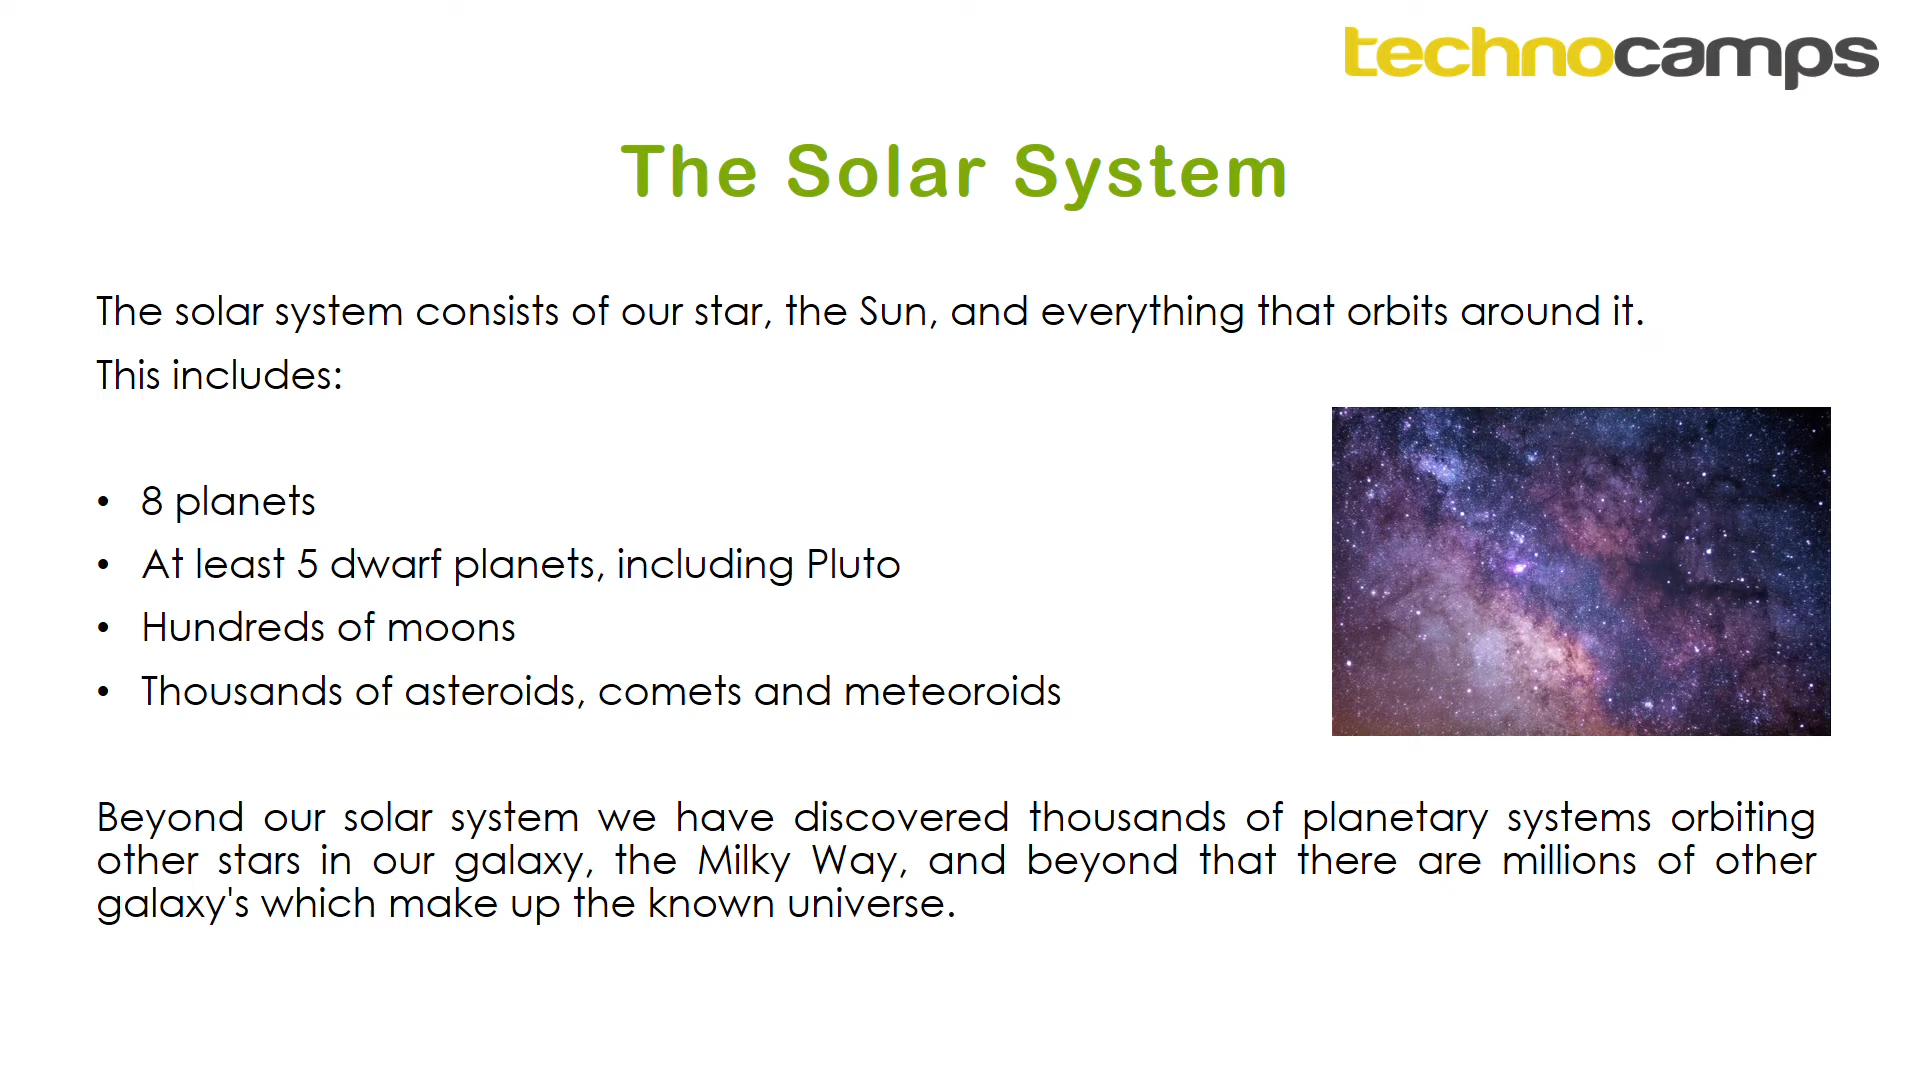 technocamps
The Solar System
The solar system consists of our star, the Sun, and everything that orbits around it.
This includes:
• 8 planets
• At least 5 dwarf planets, including Pluto
• Hundreds of moons
• Thousands of asteroids, comets and meteoroids
Beyond our solar system we have discovered thousands of planetary systems orbiting
other stars in our galaxy, the Milky Way, and beyond that there are millions of other
galaxy's which make up the known universe.